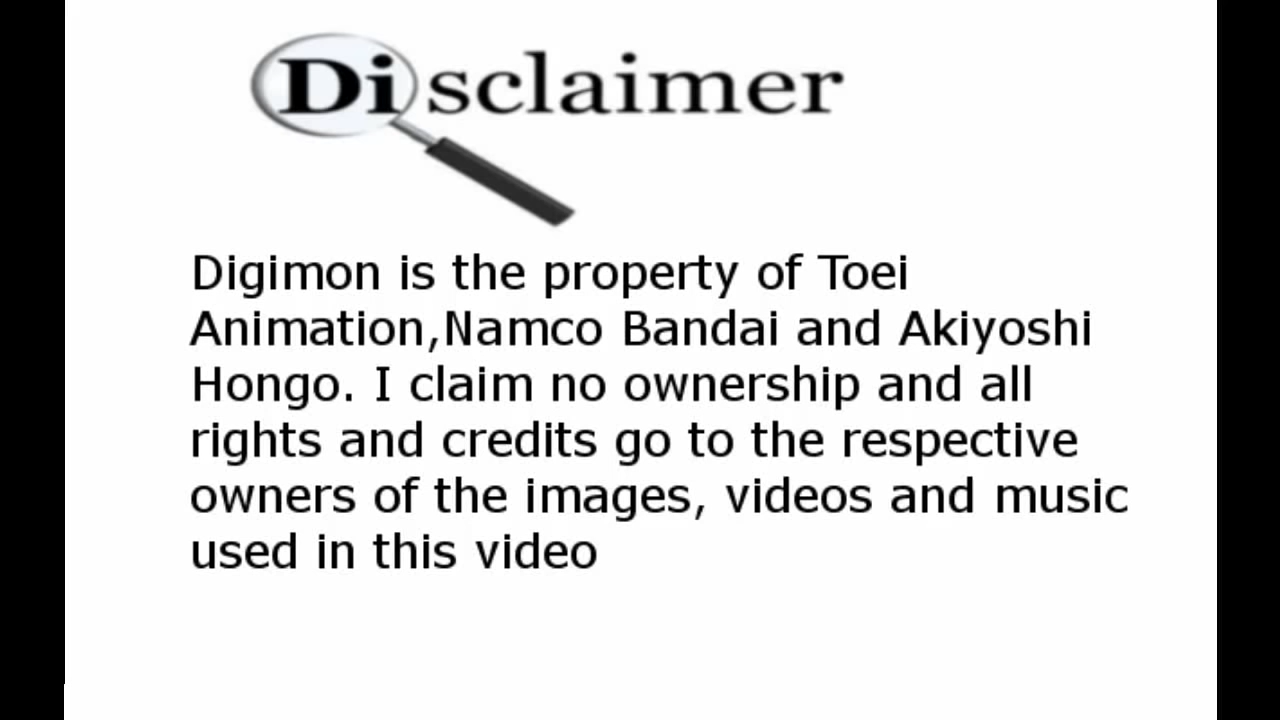 Disclaimer
Digimon is the property of Toei
Animation,Namco Bandai and Akiyoshi
Hongo. I claim no ownership and all
rights and credits go to the respective
owners of the images, videos and music
used in this video